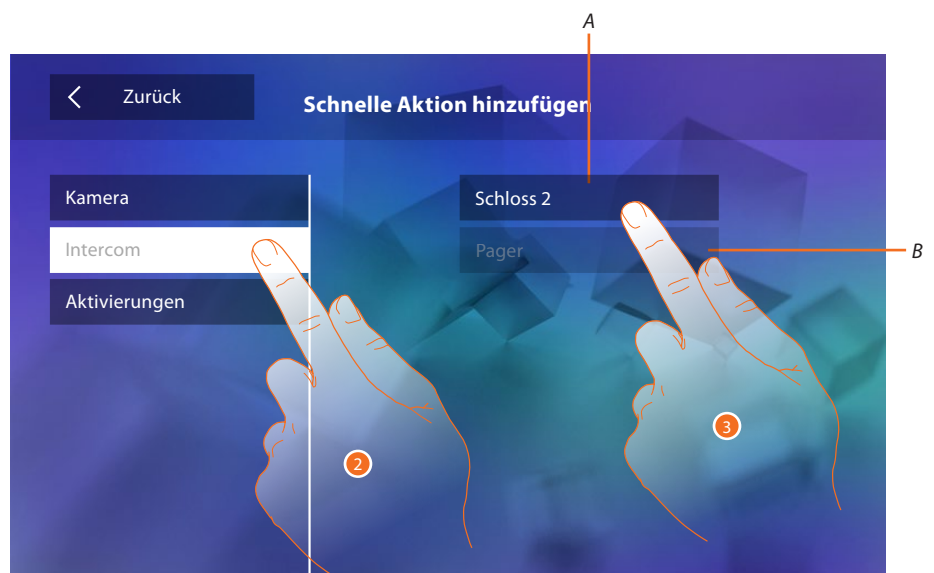 A
Zurück
Schnelle Aktion hinzufügen
Kamera
Schloss 2
Intercom
Pager
B
Aktivierungen
2
3